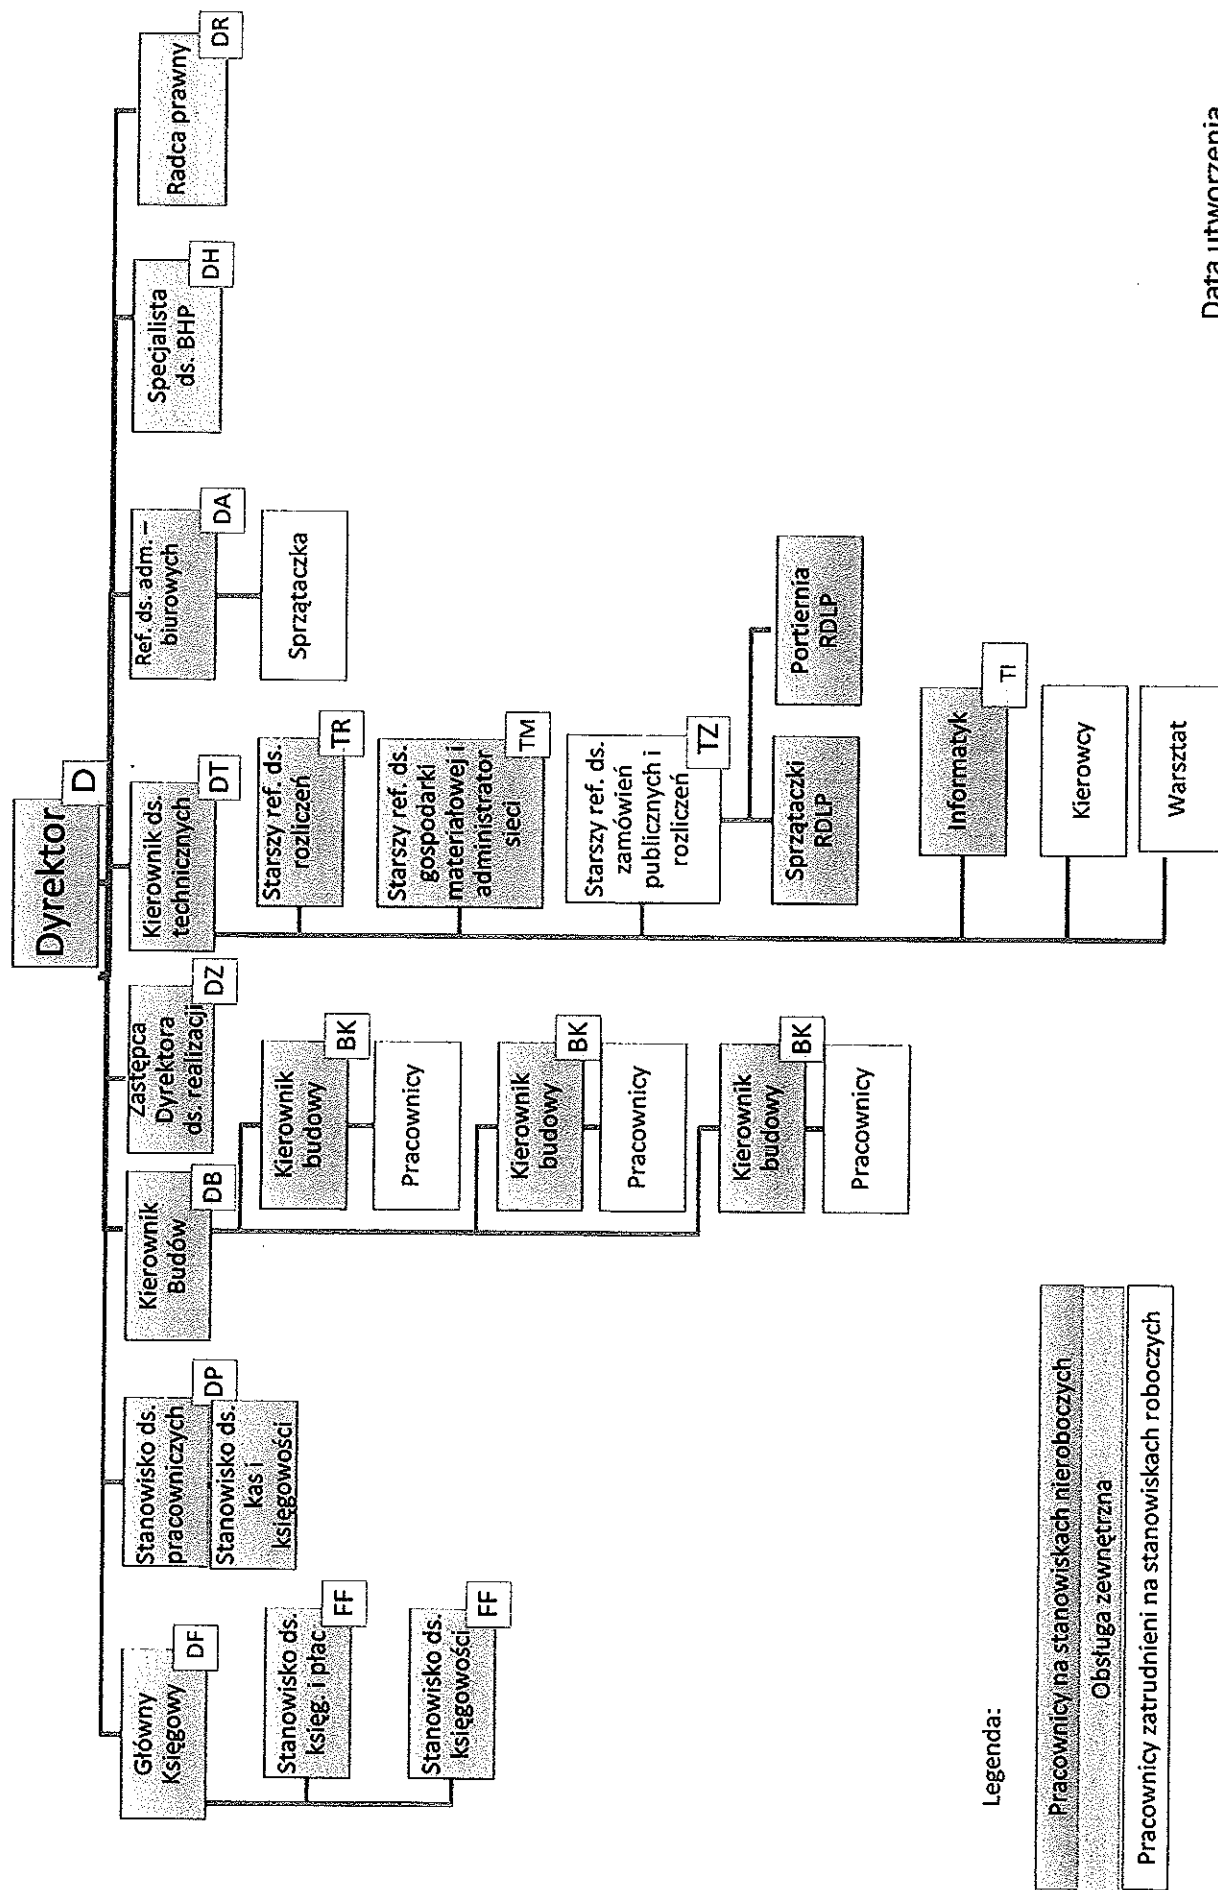 Dyrektor
D
Główny
Księgowy
DF
Stanowisko ds.
księg. i płac
FF
Stanowisko ds.
księgowości
FF
Stanowisko ds.
pracowniczych
DP
Stanowisko ds.
kas i
księgowości
Kierownik
Budów
DB
Kierownik
budowy
BK
Pracownicy
Kierownik
budowy
BK
Pracownicy
Kierownik
budowy
BK
Pracownicy
Zastępca
Dyrektora
ds. realizacji
DZ
Kierownik ds.
technicznych
DT
Starszy ref. ds.
rozliczeń
TR
Starszy ref. ds.
gospodarki
materiałowej i
administrator
sieci
TM
Starszy ref. ds.
zamówień
publicznych i
rozliczeń
TZ
Sprzątaczki
RDLP
Portiernia
RDLP
Informatyk
TI
Kierowcy
Warsztat
Ref. ds. adm. –
biurowych
DA
Sprzątaczka
Specjalista
ds. BHP
DH
Radca prawny
DR
Legenda:
Pracownicy na stanowiskach nieroboczych
Obsługa zewnętrzna
Pracownicy zatrudnieni na stanowiskach roboczych
Data utworzenia